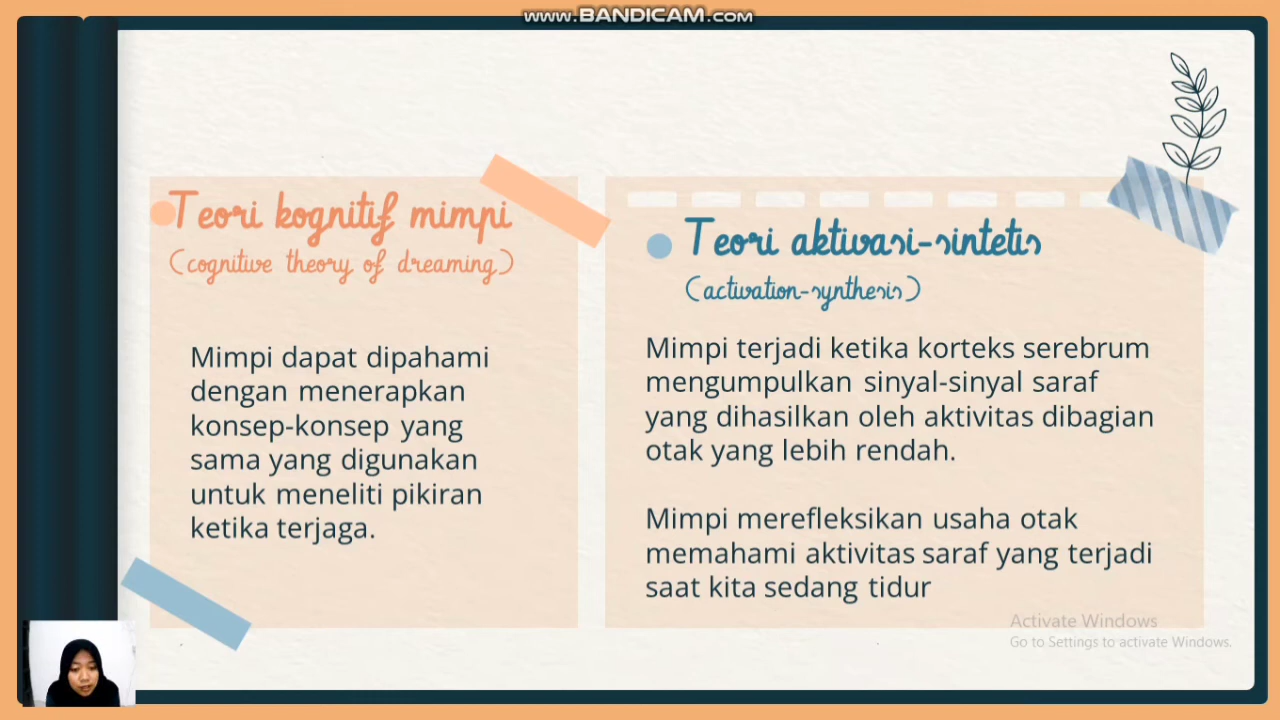 www.BANDICAM.com
Teori kognitif mimpi
(cognitive theory of dreaming)
Mimpi dapat dipahami
dengan menerapkan
konsep-konsep yang
sama yang digunakan
untuk meneliti pikiran
ketika terjaga.
Teori aktivasi-sintetis
(activation-synthesis)
Mimpi terjadi ketika korteks serebrum
mengumpulkan sinyal-sinyal saraf
yang dihasilkan oleh aktivitas dibagian
otak yang lebih rendah.
Mimpi merefleksikan usaha otak
memahami aktivitas saraf yang terjadi
saat kita sedang tidur
Activate Windows
Go to Settings to activate Windows.